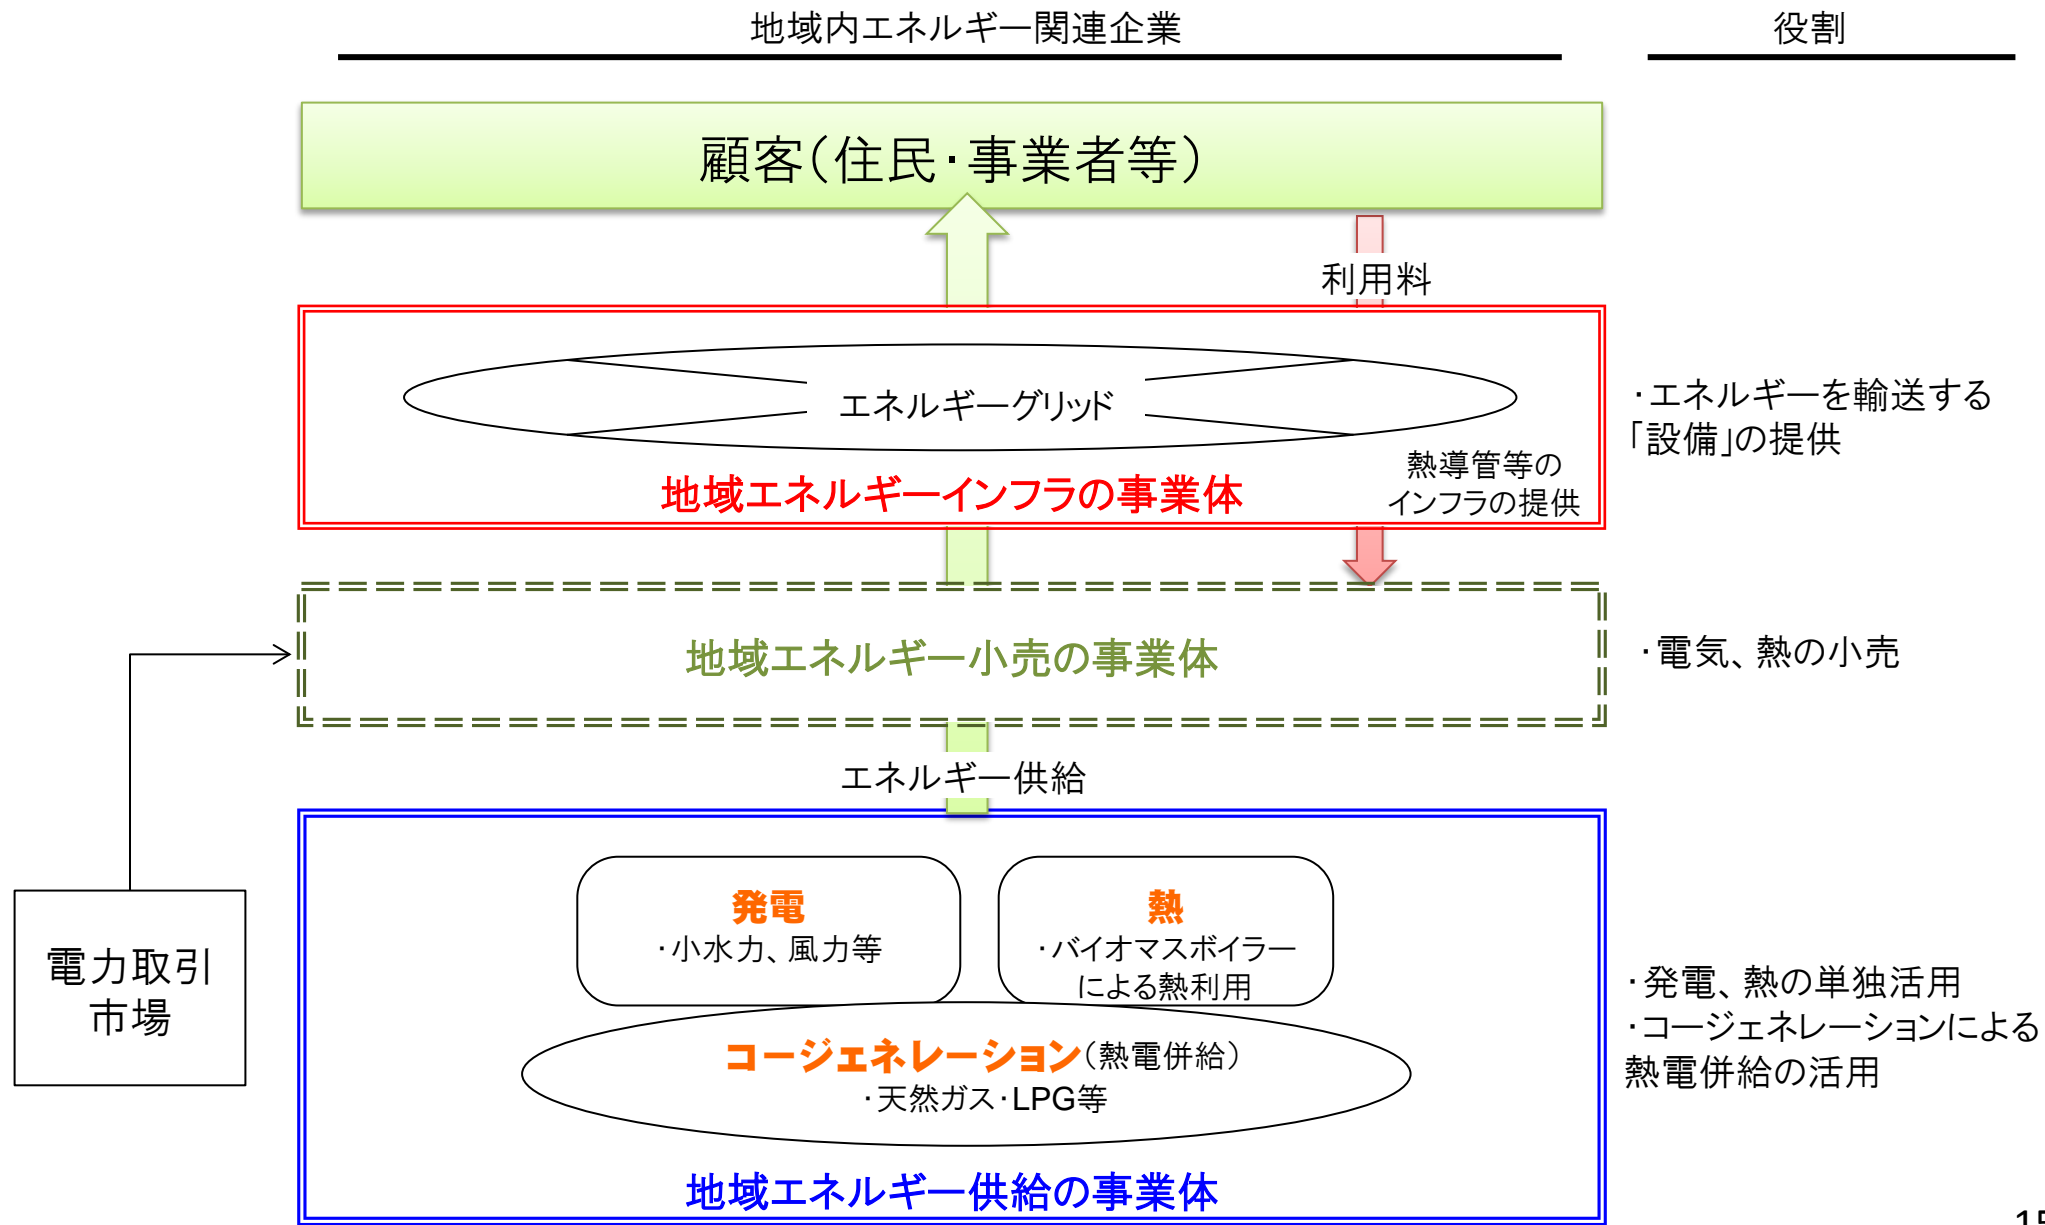 地域内エネルギー関連企業
役割
顧客（住民・事業者等）
利用料
エネルギーグリッド
・エネルギーを輸送する
「設備」の提供
熱導管等の
インフラの提供
地域エネルギーインフラの事業体
地域エネルギー小売の事業体
・電気、熱の小売
エネルギー供給
発電
・小水力、風力等
熱
・バイオマスボイラー
による熱利用
電力取引
市場
コージェネレーション（熱電併給）
・天然ガス・LPG等
・発電、熱の単独活用
・コージェネレーションによる
熱電併給の活用
地域エネルギー供給の事業体